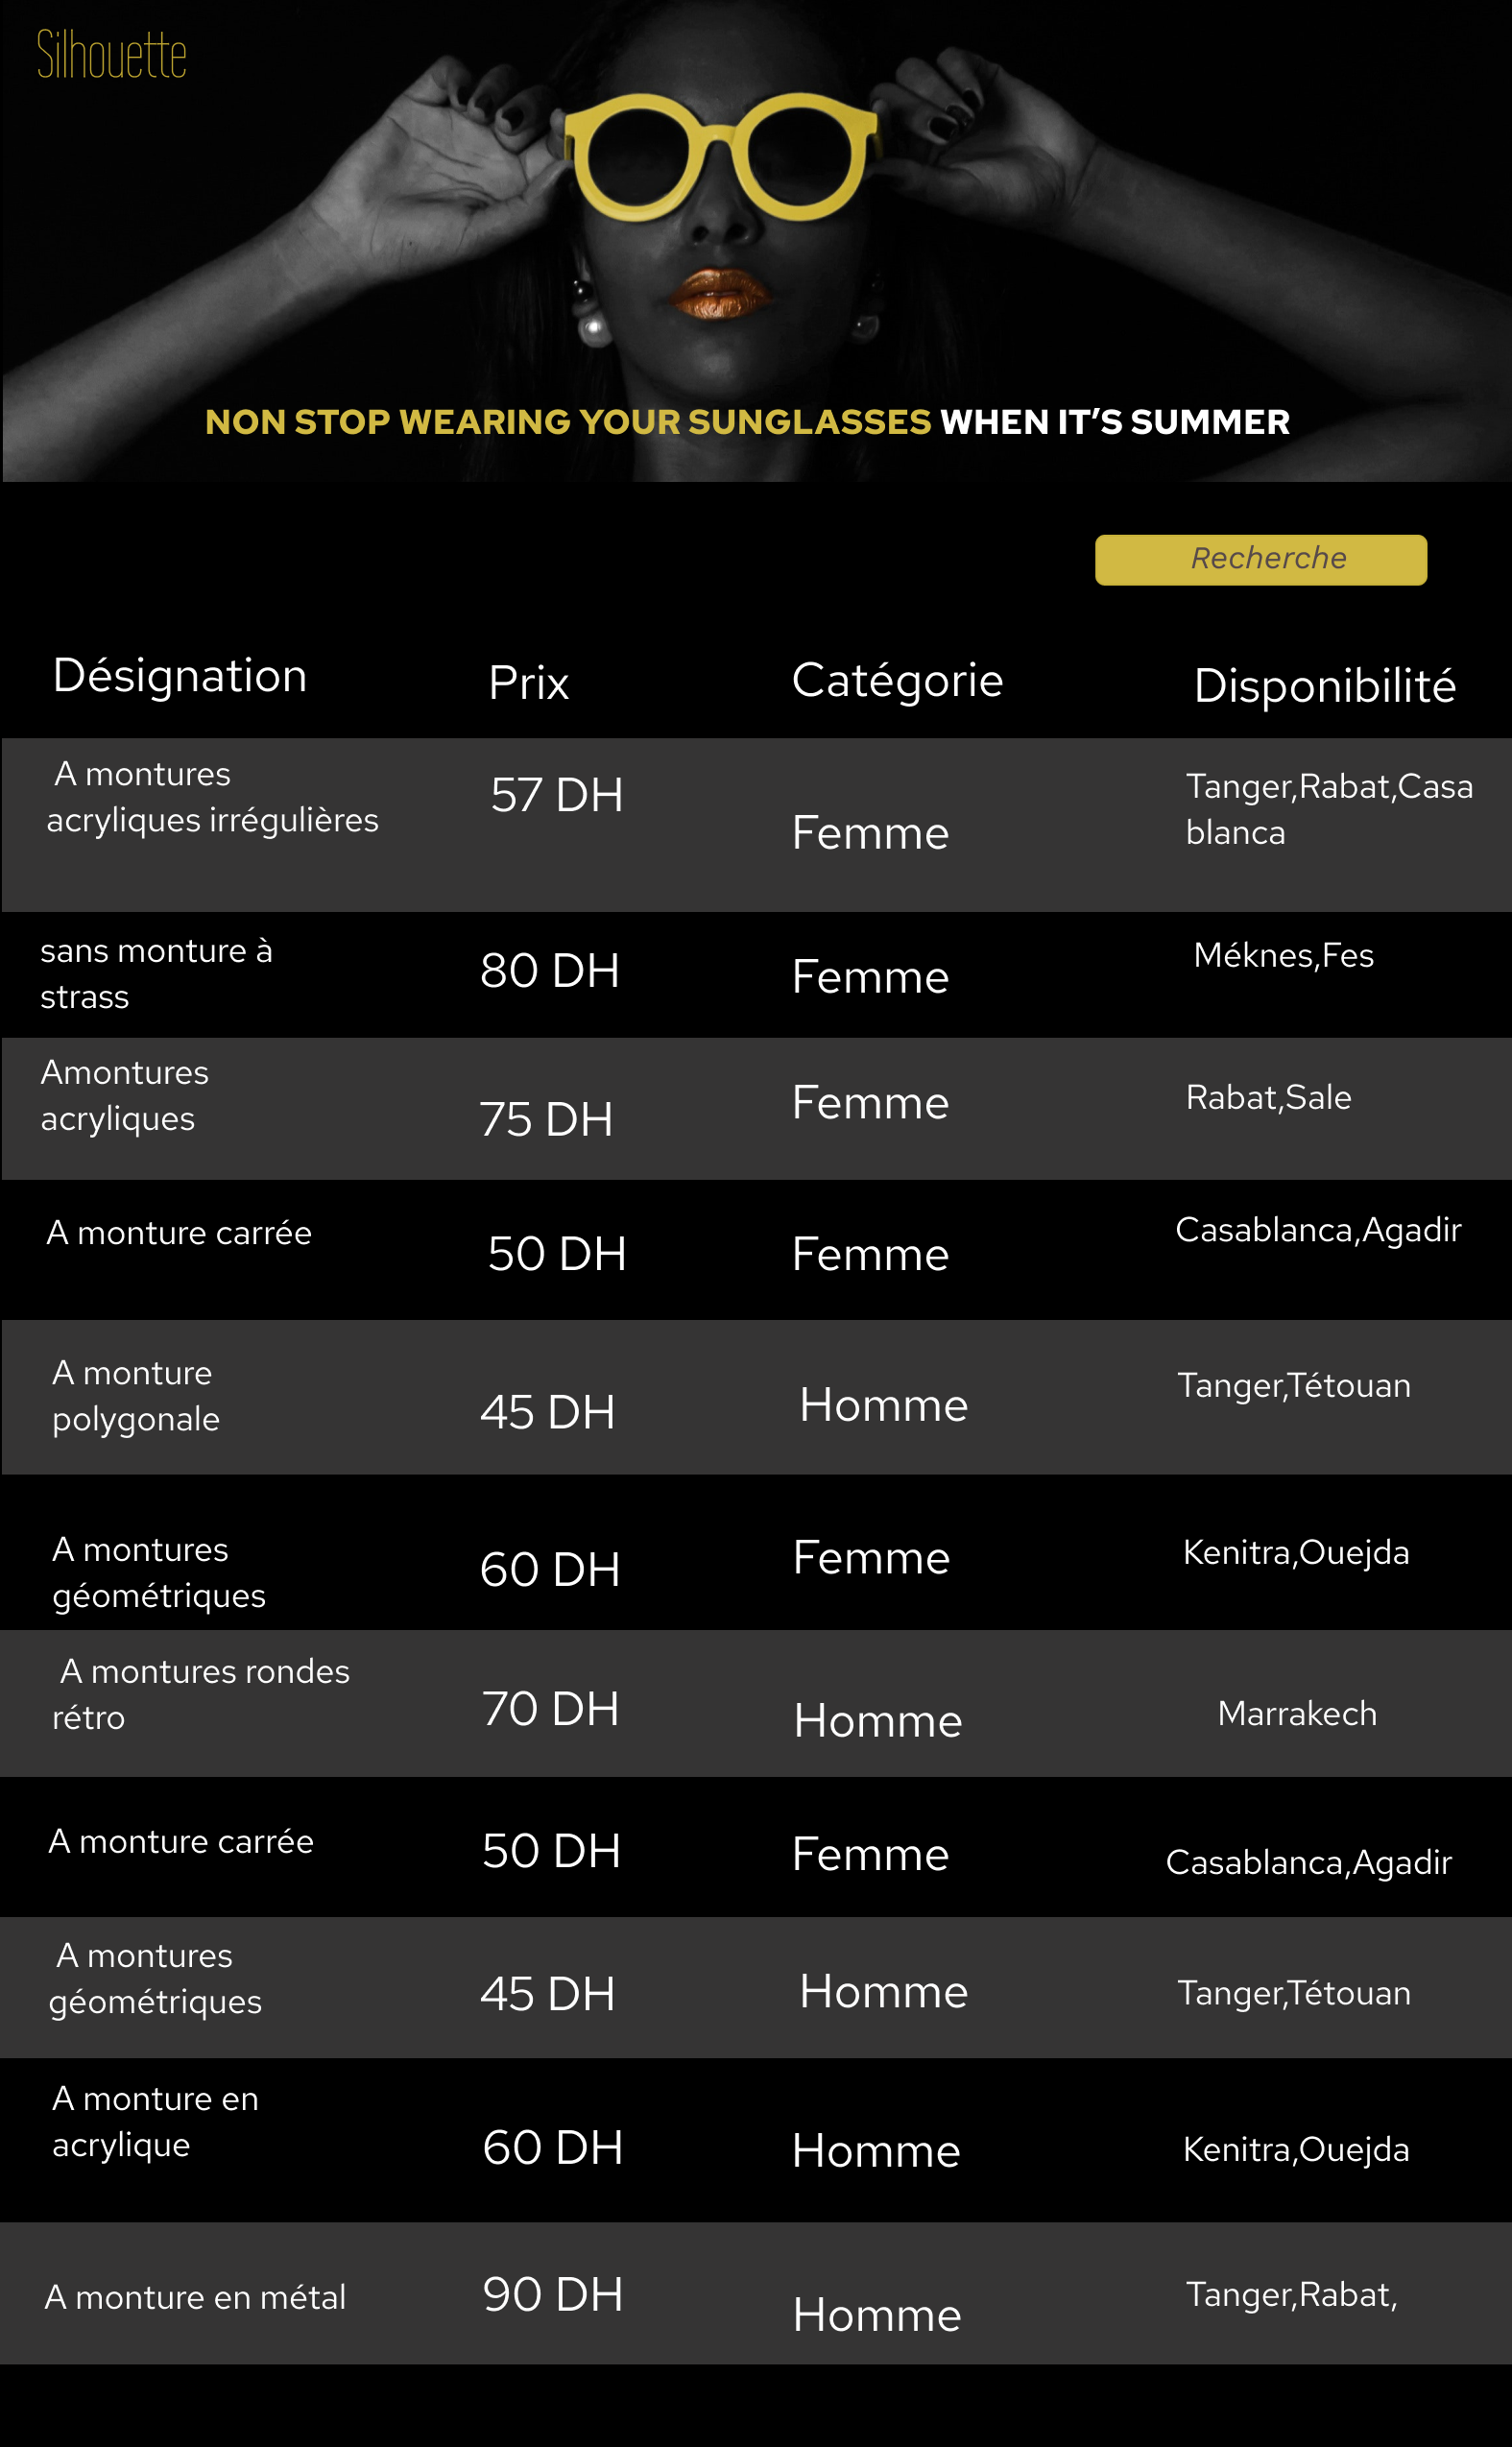 Silhouette
NON STOP WEARING YOUR SUNGLASSES WHEN IT’S SUMMER
Recherche
Désignation Prix Catégorie Disponibilité
A montures
acryliques irrégulières
57 DH
Femme
Tanger,Rabat,Casa
blanca
sans monture à
strass
80 DH
Femme
Méknes,Fes
Amontures
acryliques
75 DH
Femme
Rabat,Sale
A monture carrée
50 DH
Femme
Casablanca,Agadir
A monture
polygonale
45 DH
Homme
Tanger,Tétouan
A montures
géométriques
60 DH
Femme
Kenitra,Ouejda
A montures rondes
rétro
70 DH
Homme
Marrakech
A monture carrée
50 DH
Femme
Casablanca,Agadir
A montures
géométriques
45 DH
Homme
Tanger,Tétouan
A monture en
acrylique
60 DH
Homme
Kenitra,Ouejda
A monture en métal
90 DH
Homme
Tanger,Rabat,